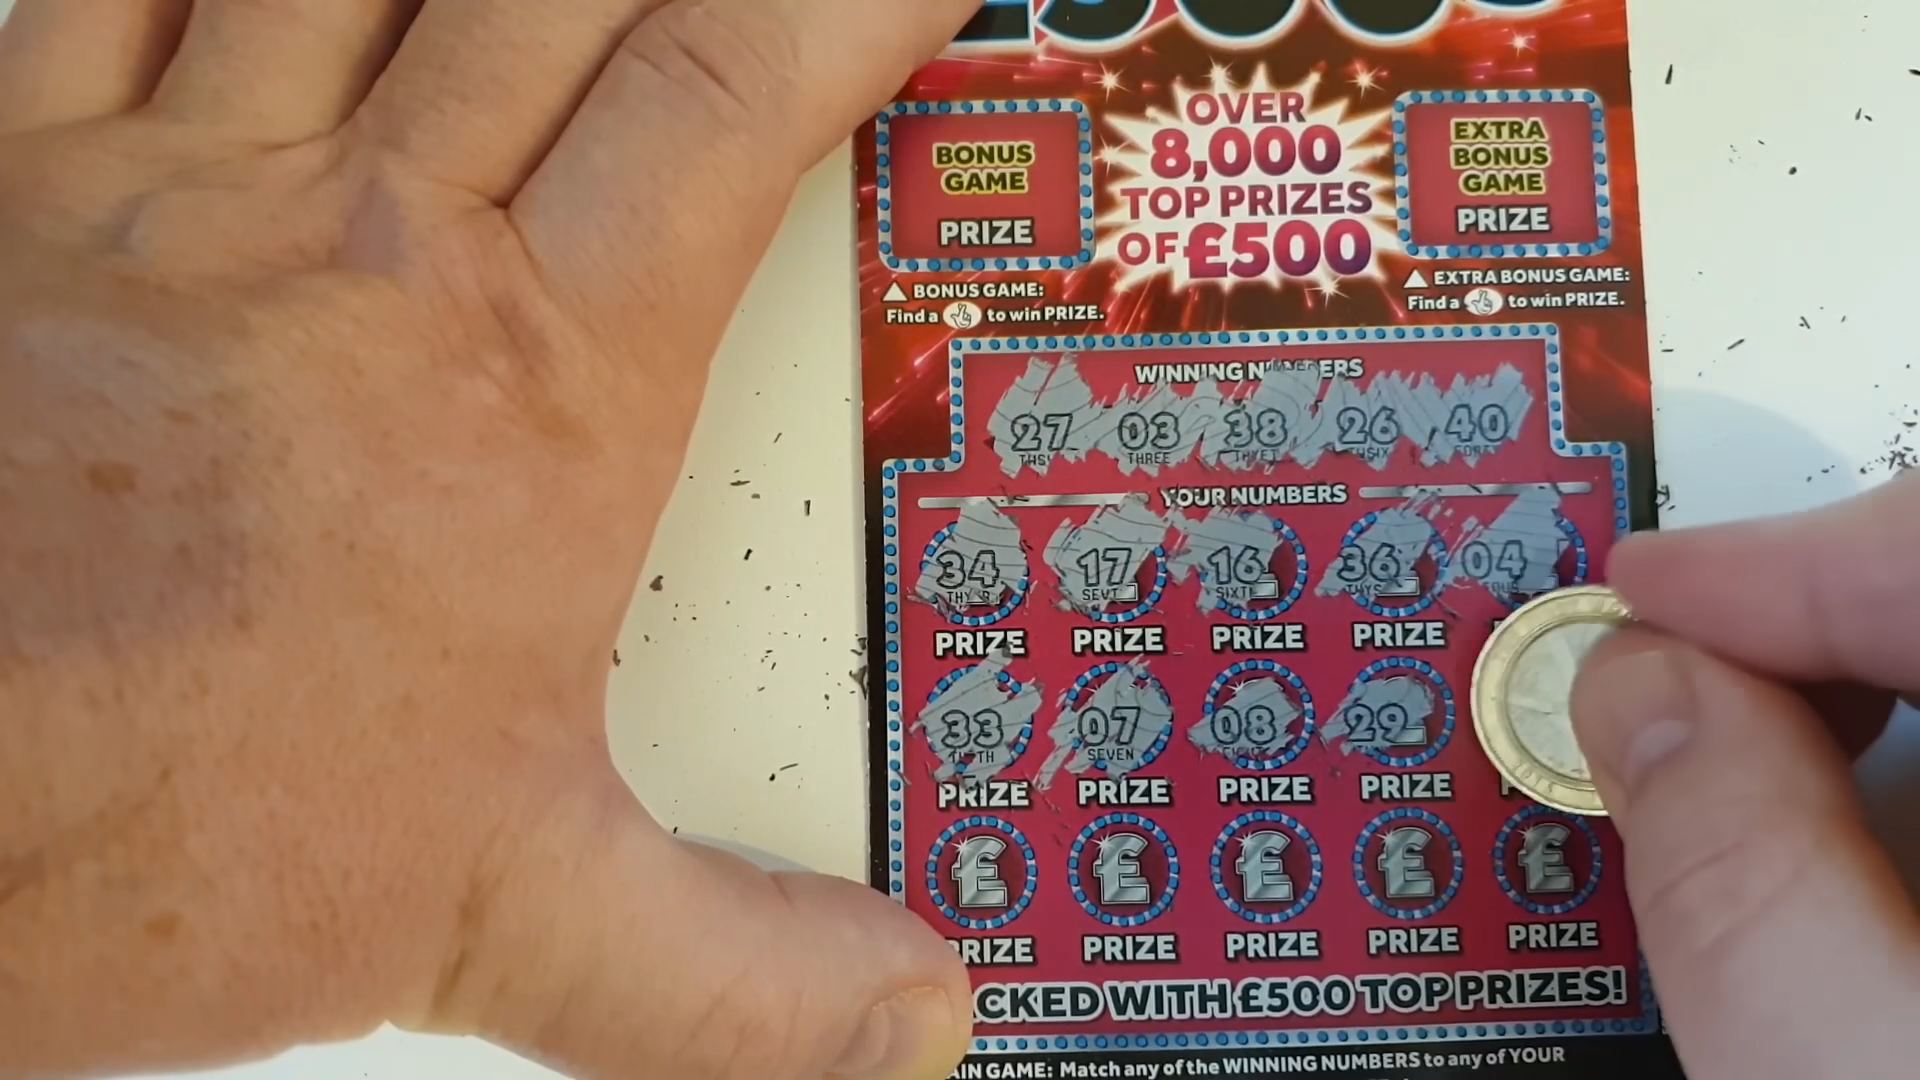 OVER
8,000
TOP PRIZES
OF £500
BONUS
GAME
PRIZE
EXTRA
BONUS
GAME
PRIZE
BONUS GAME:
Find a to win PRIZE.
EXTRA BONUS GAME:
Find a to win PRIZE.
WINNING NUMBERS
27 03 38 26 40
THREE
YOUR NUMBERS
34 17 16 36 04
PRIZE PRIZE PRIZE PRIZE
33 07 08 29
SEVEN
PRIZE PRIZE PRIZE PRIZE
£ £ £ £ £
PRIZE PRIZE PRIZE PRIZE
WITH £500 TOP PRIZES!
GAME: Match any of the WINNING NUMBERS to any of YOUR